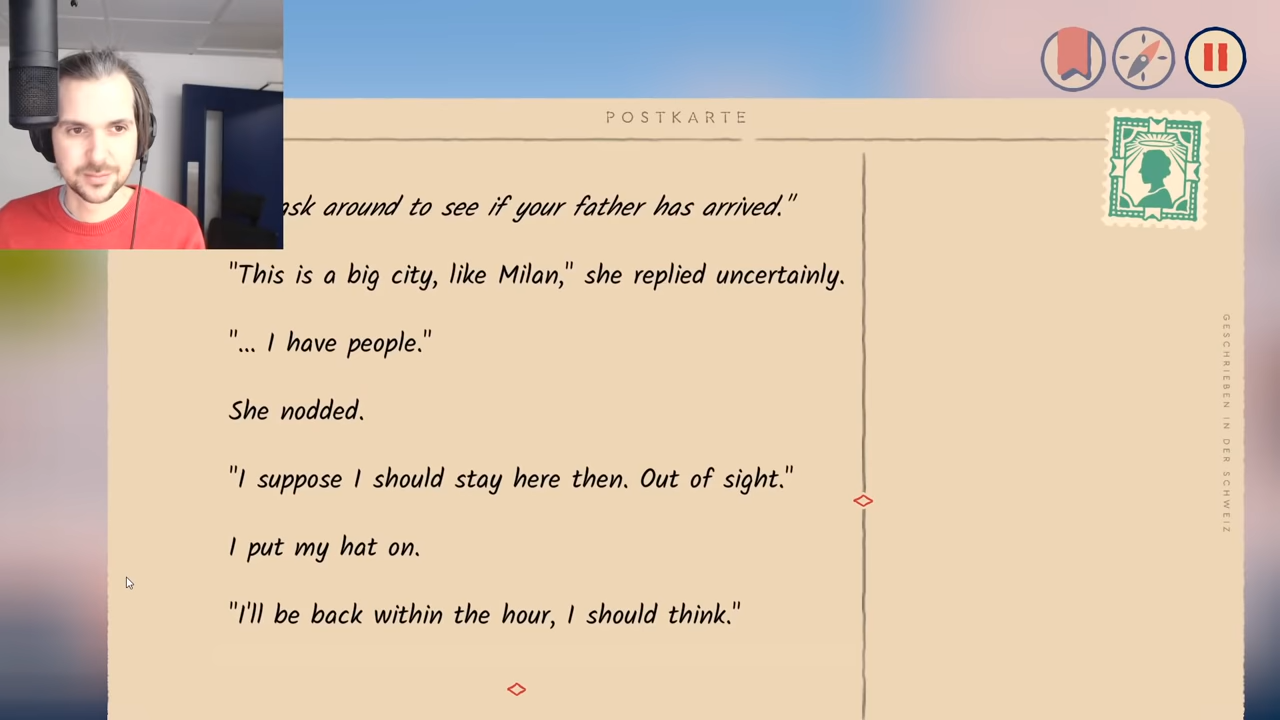 POSTKARTE
ask around to see if your father has arrived."
"This is a big city, like Milan," she replied uncertainly.
"... I have people."
She nodded.
"I suppose I should stay here then. Out of sight."
I put my hat on.
"I'll be back within the hour, I should think."
GESCHRIEBEN IN DER SCHWEIZ